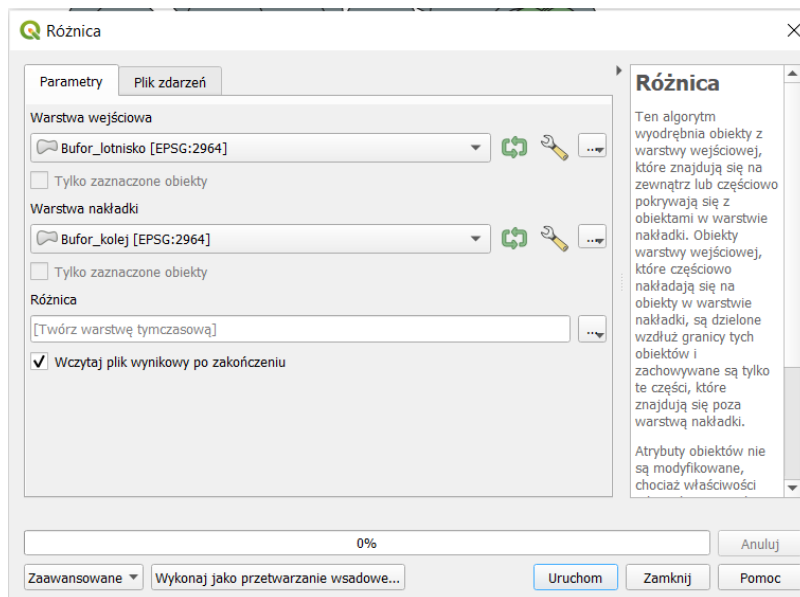 Różnica
Parametry
Plik zdarzeń
Warstwa wejściowa
Bufor_lotnisko [EPSG:2964]
...
Tylko zaznaczone obiekty
Warstwa nakładki
Bufor_kolej [EPSG:2964]
...
Tylko zaznaczone obiekty
Różnica
[Twórz warstwę tymczasową]
...
Wczytaj plik wynikowy po zakończeniu
Różnica
Ten algorytm
wyodrębnia obiekty z
warstwy wejściowej,
które znajdują się na
zewnątrz lub częściowo
pokrywają się z
obiektami w warstwie
nakładki. Obiekty
warstwy wejściowej,
które częściowo
nakładają się na
obiekty w warstwie
nakładki, są dzielone
wzdłuż granicy tych
obiektów i
zachowywane są tylko
te części, które
znajdują się poza
warstwą nakładki.
Atrybuty obiektów nie
są modyfikowane,
chociaż właściwości
0%
Anuluj
Zaawansowane
Wykonaj jako przetwarzanie wsadowe...
Uruchom
Zamknij
Pomoc